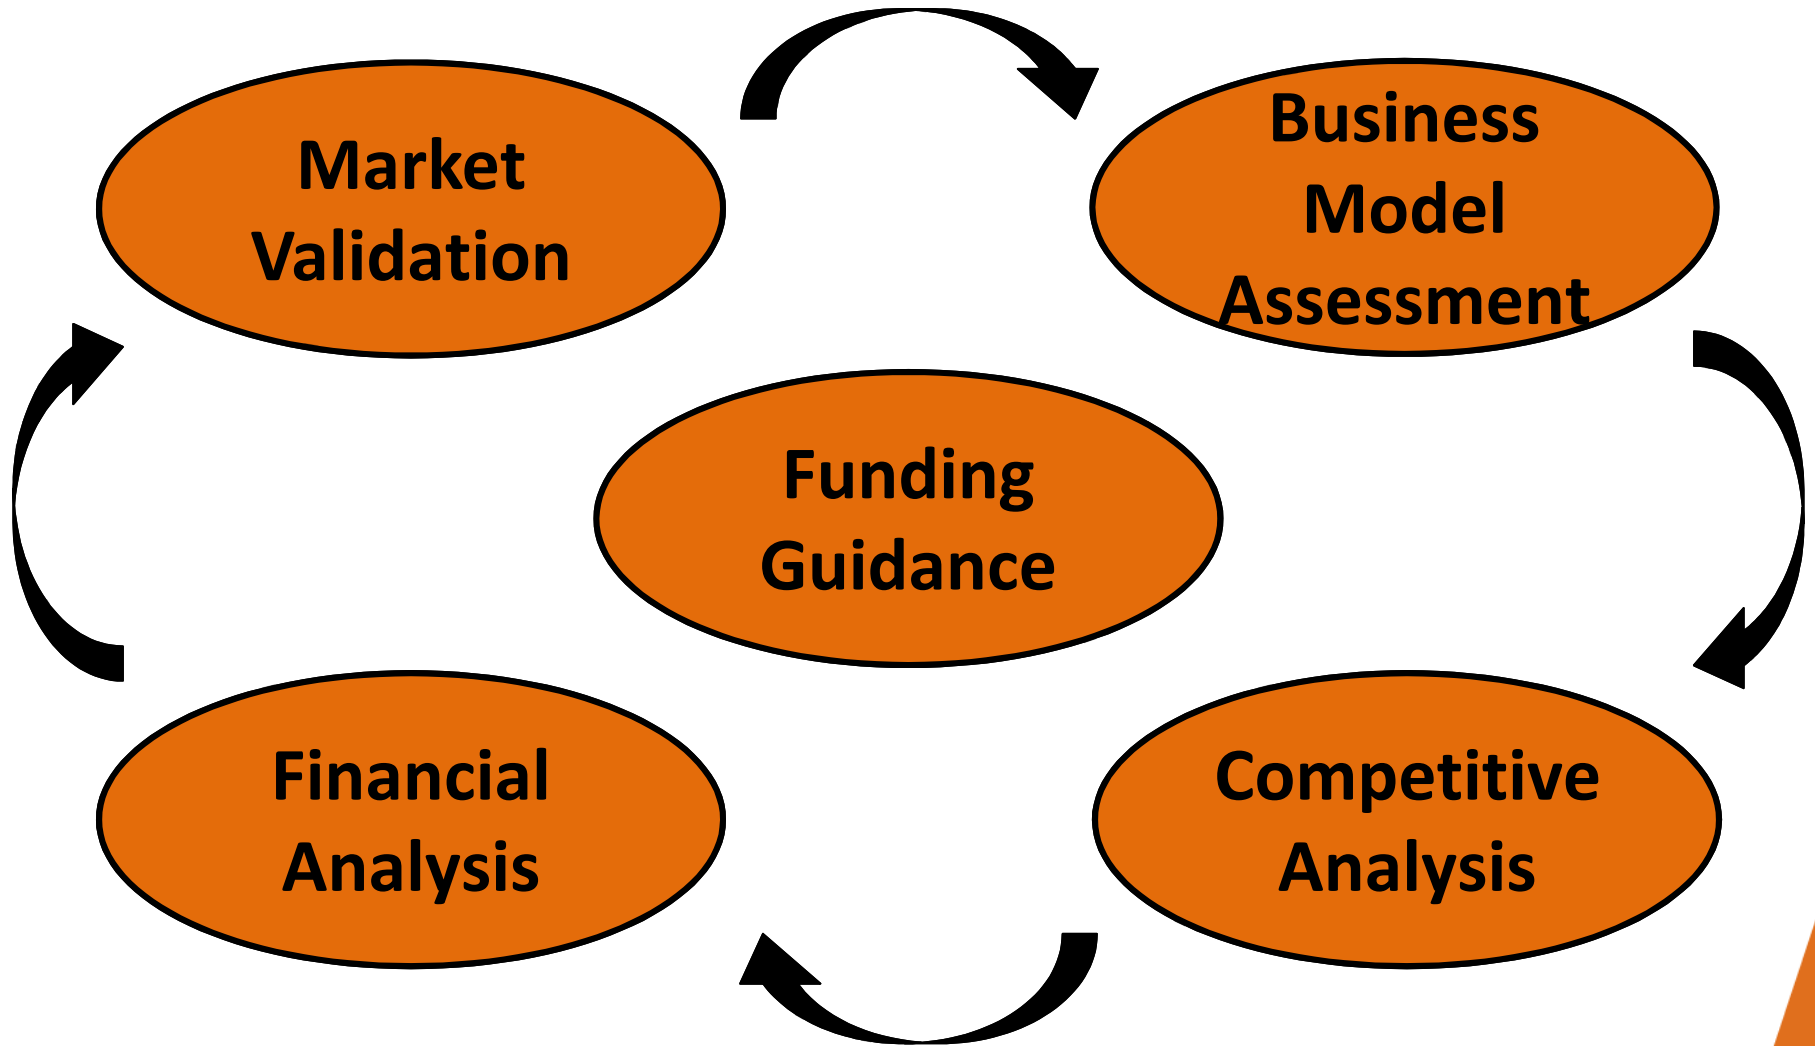 Market
Validation
Business
Model
Assessment
Funding
Guidance
Financial
Analysis
Competitive
Analysis